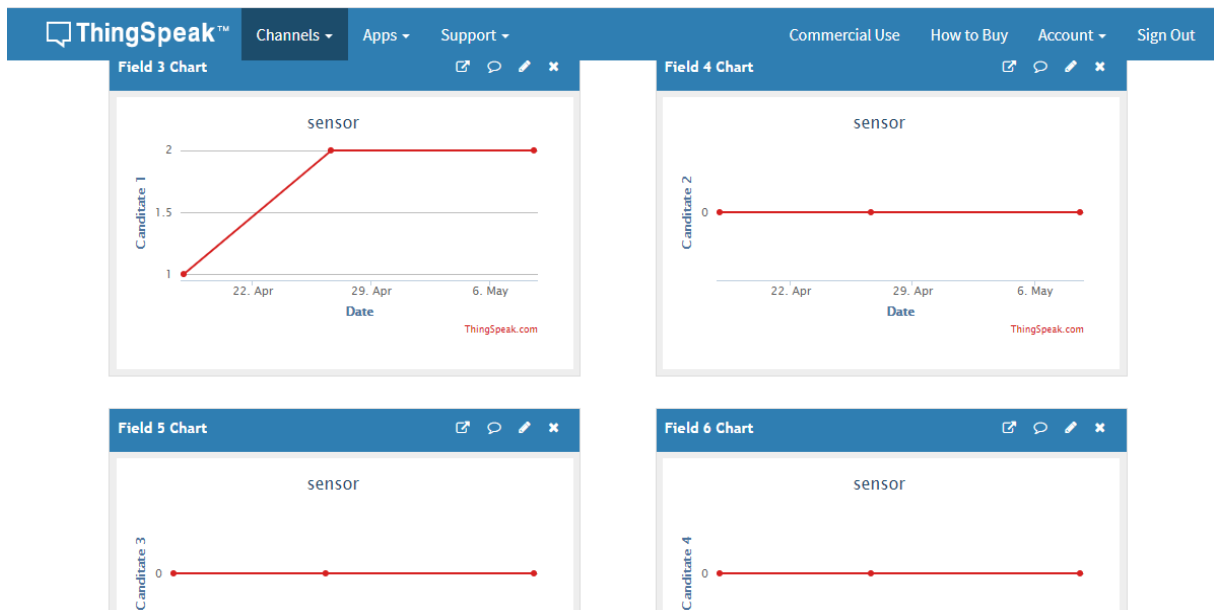 ThingSpeak™ Channels Apps Support Commercial Use How to Buy Account Sign Out
Field 3 Chart
sensor
Canditate 1
2
1.5
1
22. Apr 29. Apr 6. May
Date
ThingSpeak.com
Field 4 Chart
sensor
Canditate 2
0
22. Apr 29. Apr 6. May
Date
ThingSpeak.com
Field 5 Chart
sensor
Canditate 3
0
Field 6 Chart
sensor
Canditate 4
0